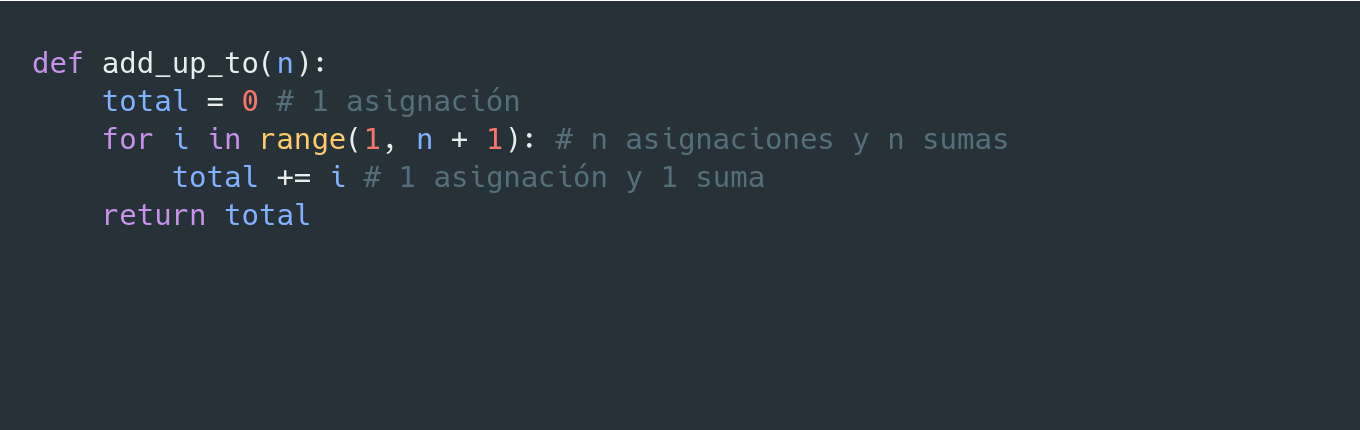 def add_up_to(n):
    total = 0 # 1 asignación
    for i in range(1, n + 1): # n asignaciones y n sumas
        total += i # 1 asignación y 1 suma
    return total